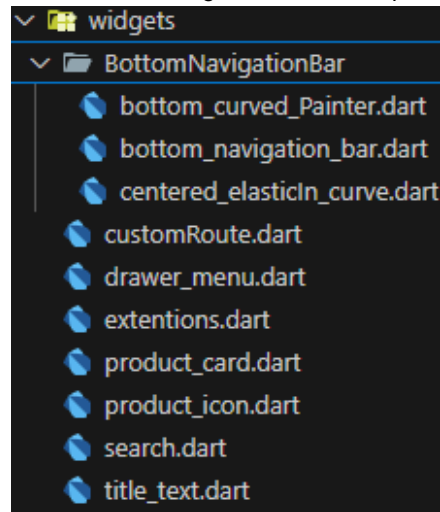 widgets
BottomNavigationBar
bottom_curved_Painter.dart
bottom_navigation_bar.dart
centered_elasticIn_curve.dart
customRoute.dart
drawer_menu.dart
extentions.dart
product_card.dart
product_icon.dart
search.dart
title_text.dart